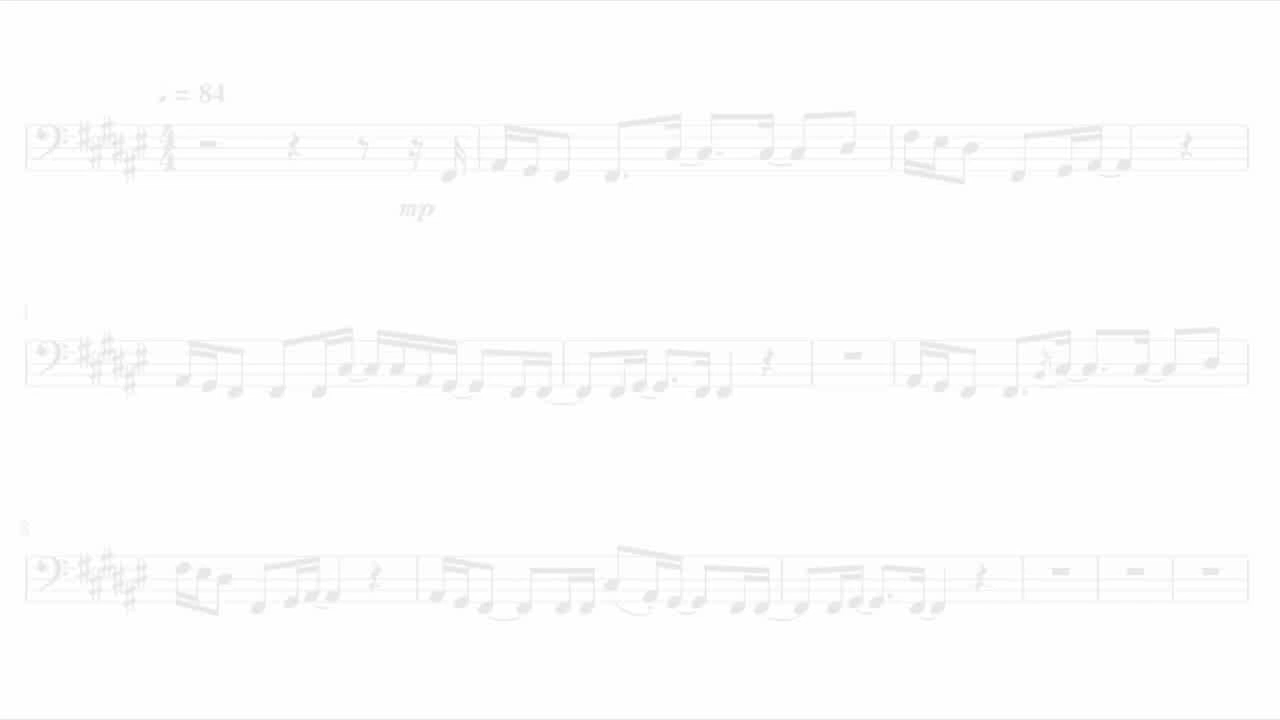 ♩ = 84
mp